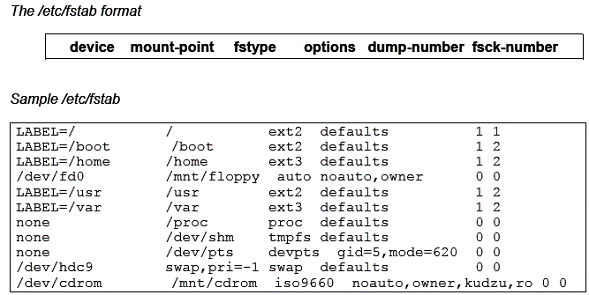 The /etc/fstab format
device mount-point fstype options dump-number fsck-number
Sample /etc/fstab
LABEL=/ / ext2 defaults 1 1
LABEL=/boot /boot ext2 defaults 1 2
LABEL=/home /home ext3 defaults 1 2
/dev/fd0 /mnt/floppy auto noauto,owner 0 0
LABEL=/usr /usr ext2 defaults 1 2
LABEL=/var /var ext3 defaults 1 2
none /proc proc defaults 0 0
none /dev/shm tmpfs defaults 0 0
none /dev/pts devpts gid=5,mode=620 0 0
/dev/hdc9 swap,pri=-1 swap defaults 0 0
/dev/cdrom /mnt/cdrom iso9660 noauto,owner,kudzu,ro 0 0